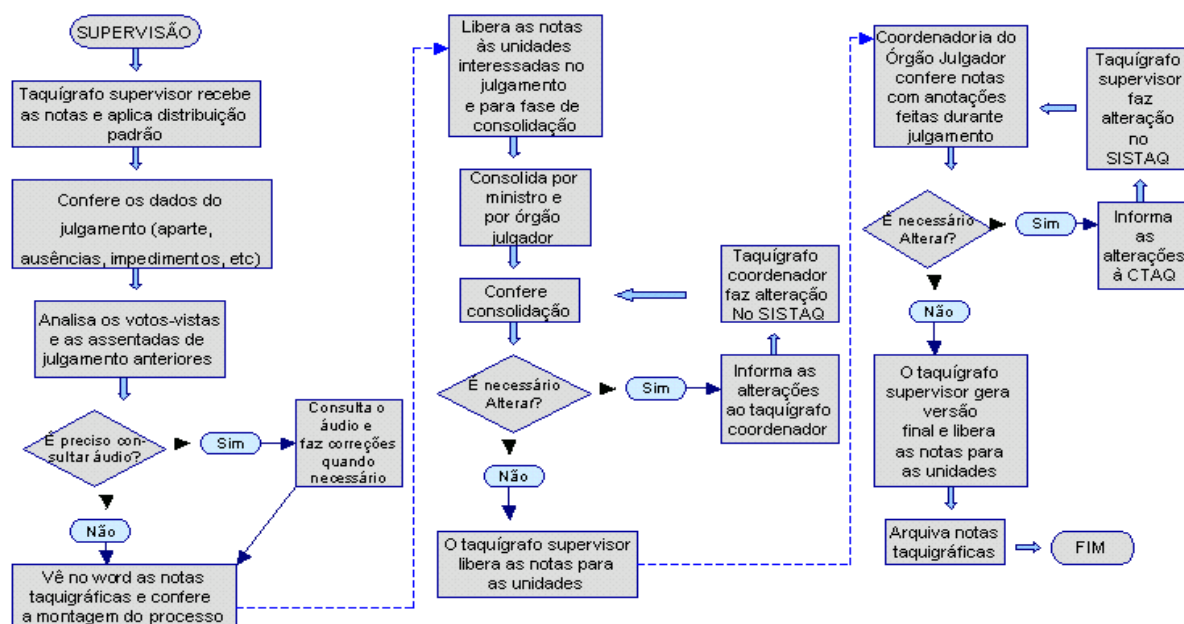 SUPERVISÃO
Taquígrafo supervisor recebe
as notas e aplica distribuição
padrão
Confere os dados do
julgamento (aparte,
ausências, impedimentos, etc)
Analisa os votos-vistas
e as assentadas de
julgamento anteriores
É preciso con-
sultar áudio?
Sim
Consulta o
áudio e
faz correções
quando
necessário
Não
Vê no word as notas
taquigráficas e confere
a montagem do processo
Libera as notas
às unidades
interessadas no
julgamento
e para fase de
consolidação
Consolida por
ministro e
por órgão
julgador
Confere
consolidação
É necessário
Alterar?
Sim
Informa as
alterações
ao taquígrafo
coordenador
Taquígrafo
coordenador
faz alteração
No SISTAQ
Não
O taquígrafo supervisor
libera as notas para
as unidades
Coordenadoria do
Órgão Julgador
confere notas
com anotações
feitas durante
julgamento
É necessário
Alterar?
Sim
Informa
as
alterações
à CTAQ
Taquígrafo
supervisor
faz
alteração
no
SISTAQ
Não
O taquígrafo
supervisor gera
versão
final e libera
as notas para
as unidades
Arquiva notas
taquigráficas
FIM